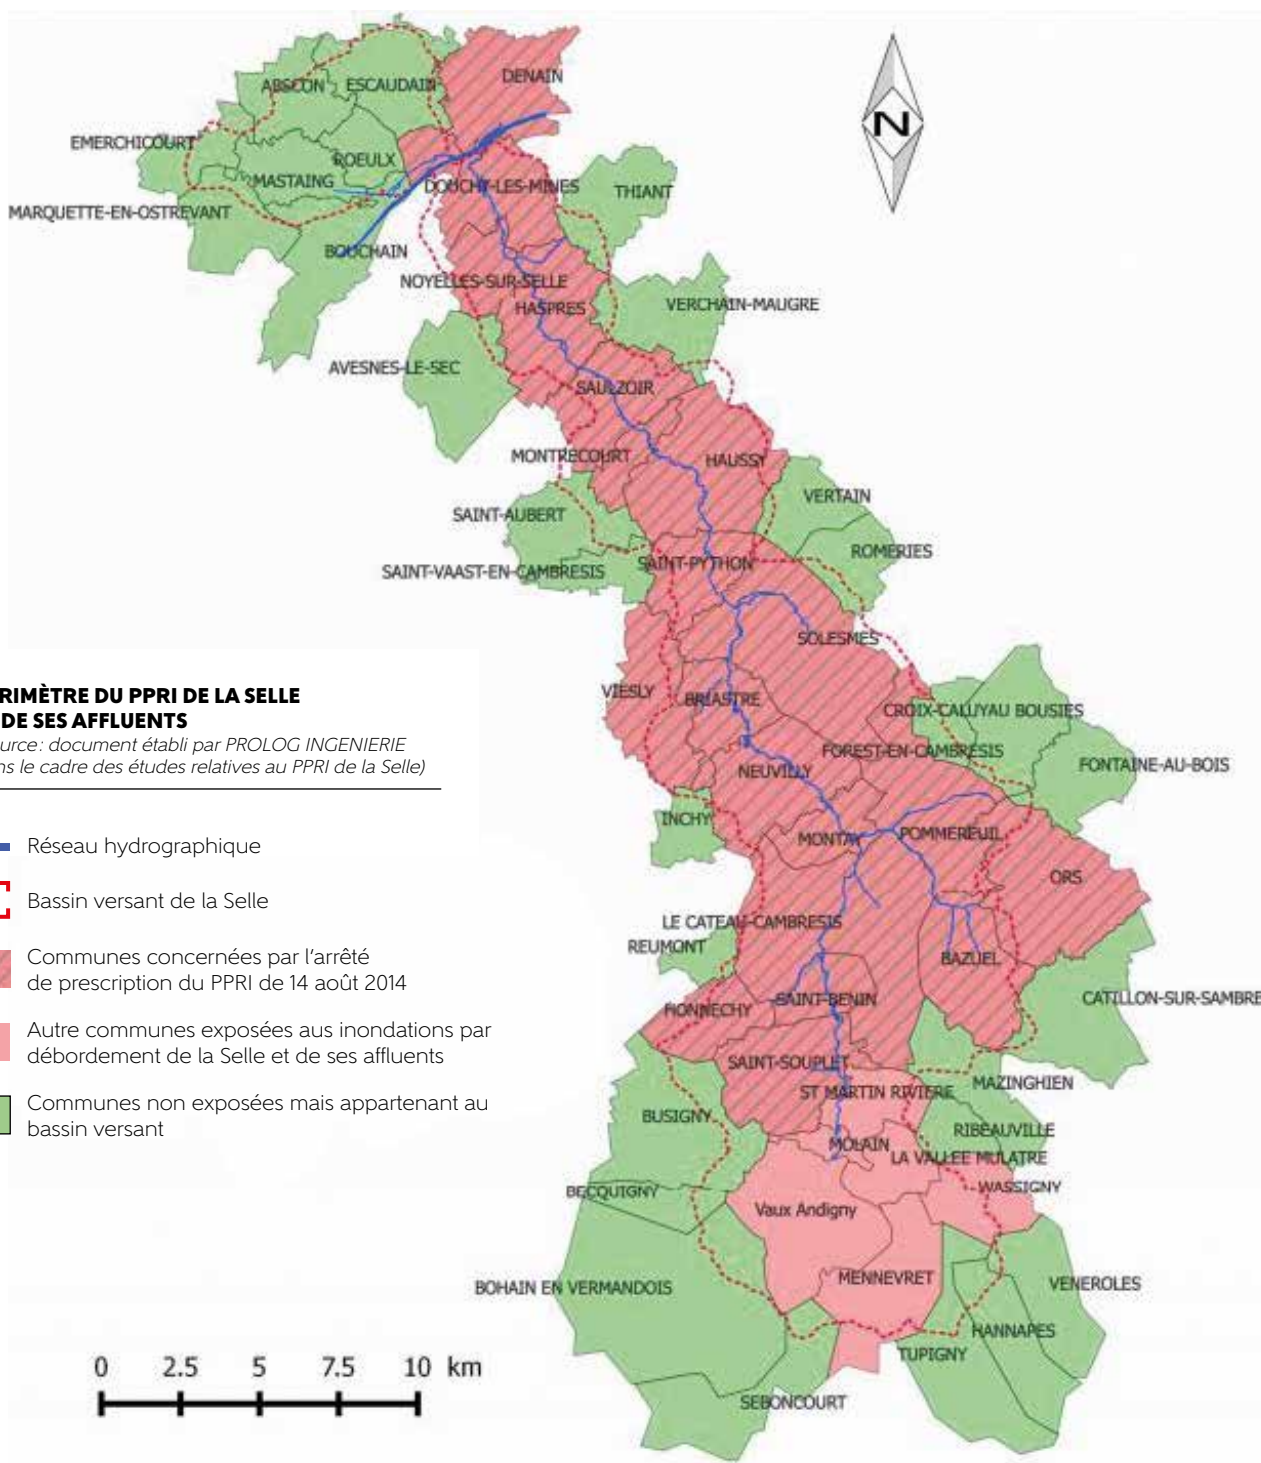 DENAIN
ABSCON
ESCAUDAIN
N
EMERCHICOURT
ROEULX
MASTAING
DOUCHY-LES-MINES
THIANT
MARQUETTE-EN-OSTREVANT
BOUCHAIN
NOYELLES-SUR-SELLE
HASPRES
VERCHAIN-MAUGRE
AVESNES-LE-SEC
SAULZOIR
MONTRECOURT
HAUSSY
VERTAIN
SAINT-AUBERT
ROMERIES
SAINT-PYTHON
SAINT-VAAST-EN-CAMBRESIS
SOLESMES
VIESLY
BRIASTRE
CROIX-CALUYAU
BOUSIES
FOREST-EN-CAMBRESIS
FONTAINE-AU-BOIS
NEUVILLY
INCHY
MONTAY
POMMEREUIL
ORS
LE CATEAU-CAMBRESIS
REUMONT
BAZUEL
SAINT-BENIN
CATILLON-SUR-SAMBRE
HONNECHY
SAINT-SOUPLET
MAZINGHIEN
ST MARTIN RIVIERE
BUSIGNY
RIBEAUVILLE
MOLAIN
LA VALLEE MULATRE
WASSIGNY
BECQUIGNY
Vaux Andigny
MENNEVRET
VENEROLES
BOHAIN EN VERMANDOIS
HANNAPES
TUPIGNY
SEBONCOURT
RIMÈTRE DU PPRI DE LA SELLE
DE SES AFFLUENTS
urce : document établi par PROLOG INGENIERIE
ns le cadre des études relatives au PPRI de la Selle)
Réseau hydrographique
Bassin versant de la Selle
Communes concernées par l'arrêté
de prescription du PPRI de 14 août 2014
Autre communes exposées aus inondations par
débordement de la Selle et de ses affluents
Communes non exposées mais appartenant au
bassin versant
0 2.5 5 7.5 10 km